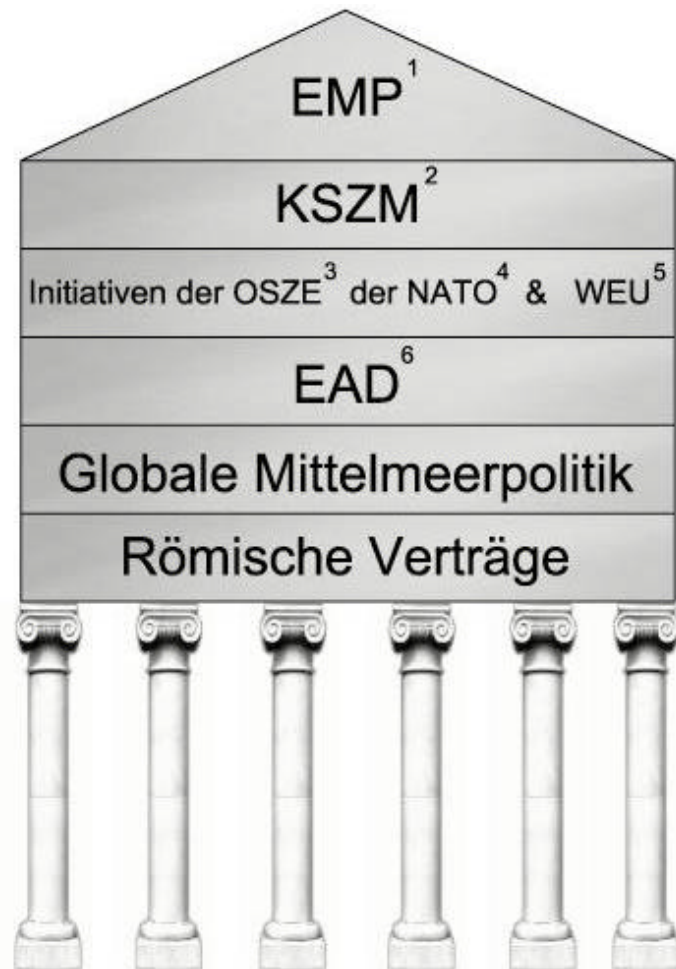 EMP¹
KSZM²
Initiativen der OSZE³ der NATO⁴ & WEU⁵
EAD⁶
Globale Mittelmeerpolitik
Römische Verträge